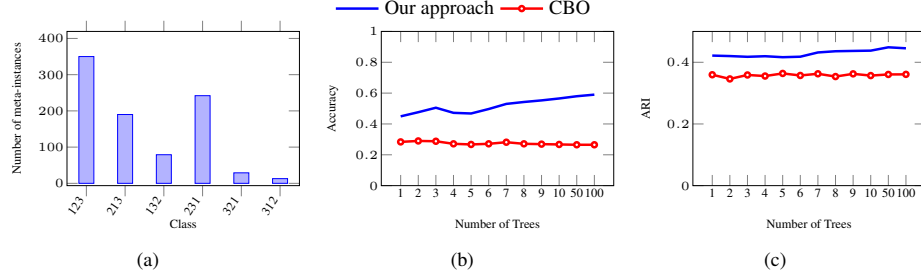 Our approach CBO
Number of meta-instances
400
300
200
100
0
123 213 132 231 321 312
Class
(a)
Accuracy
1
0.8
0.6
0.4
0.2
0
1 2 3 4 5 6 7 8 9 10 50 100
Number of Trees
(b)
ARI
0.4
0.2
0
1 2 3 4 5 6 7 8 9 10 50 100
Number of Trees
(c)